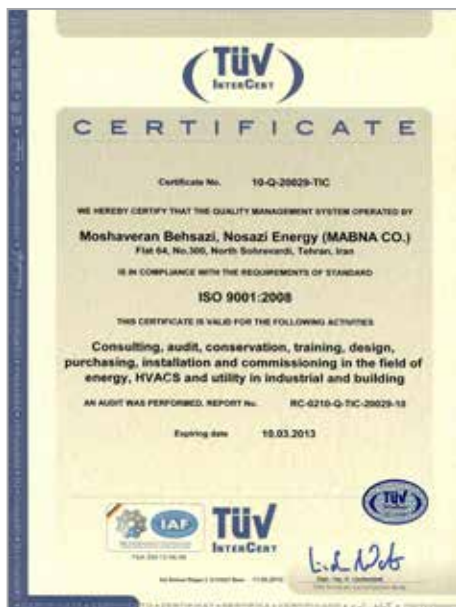 TÜV
INTERCERT
CERTIFICATE
Certificate No. 10-Q-20029-TIC
WE HEREBY CERTIFY THAT THE QUALITY MANAGEMENT SYSTEM OPERATED BY
Moshaveran Behsazi, Nosazi Energy (MABNA CO.)
Flat 64, No.300, North Sohrevardi, Tehran, Iran
IS IN COMPLIANCE WITH THE REQUIREMENTS OF STANDARD
ISO 9001:2008
THIS CERTIFICATE IS VALID FOR THE FOLLOWING ACTIVITIES
Consulting, audit, conservation, training, design,
purchasing, installation and commissioning in the field of
energy, HVACS and utility in industrial and building
AN AUDIT WAS PERFORMED, REPORT No. RC-0210-Q-TIC-20029-10
Expiring date 10.03.2013
IAF
TÜV
INTERCERT
TÜV